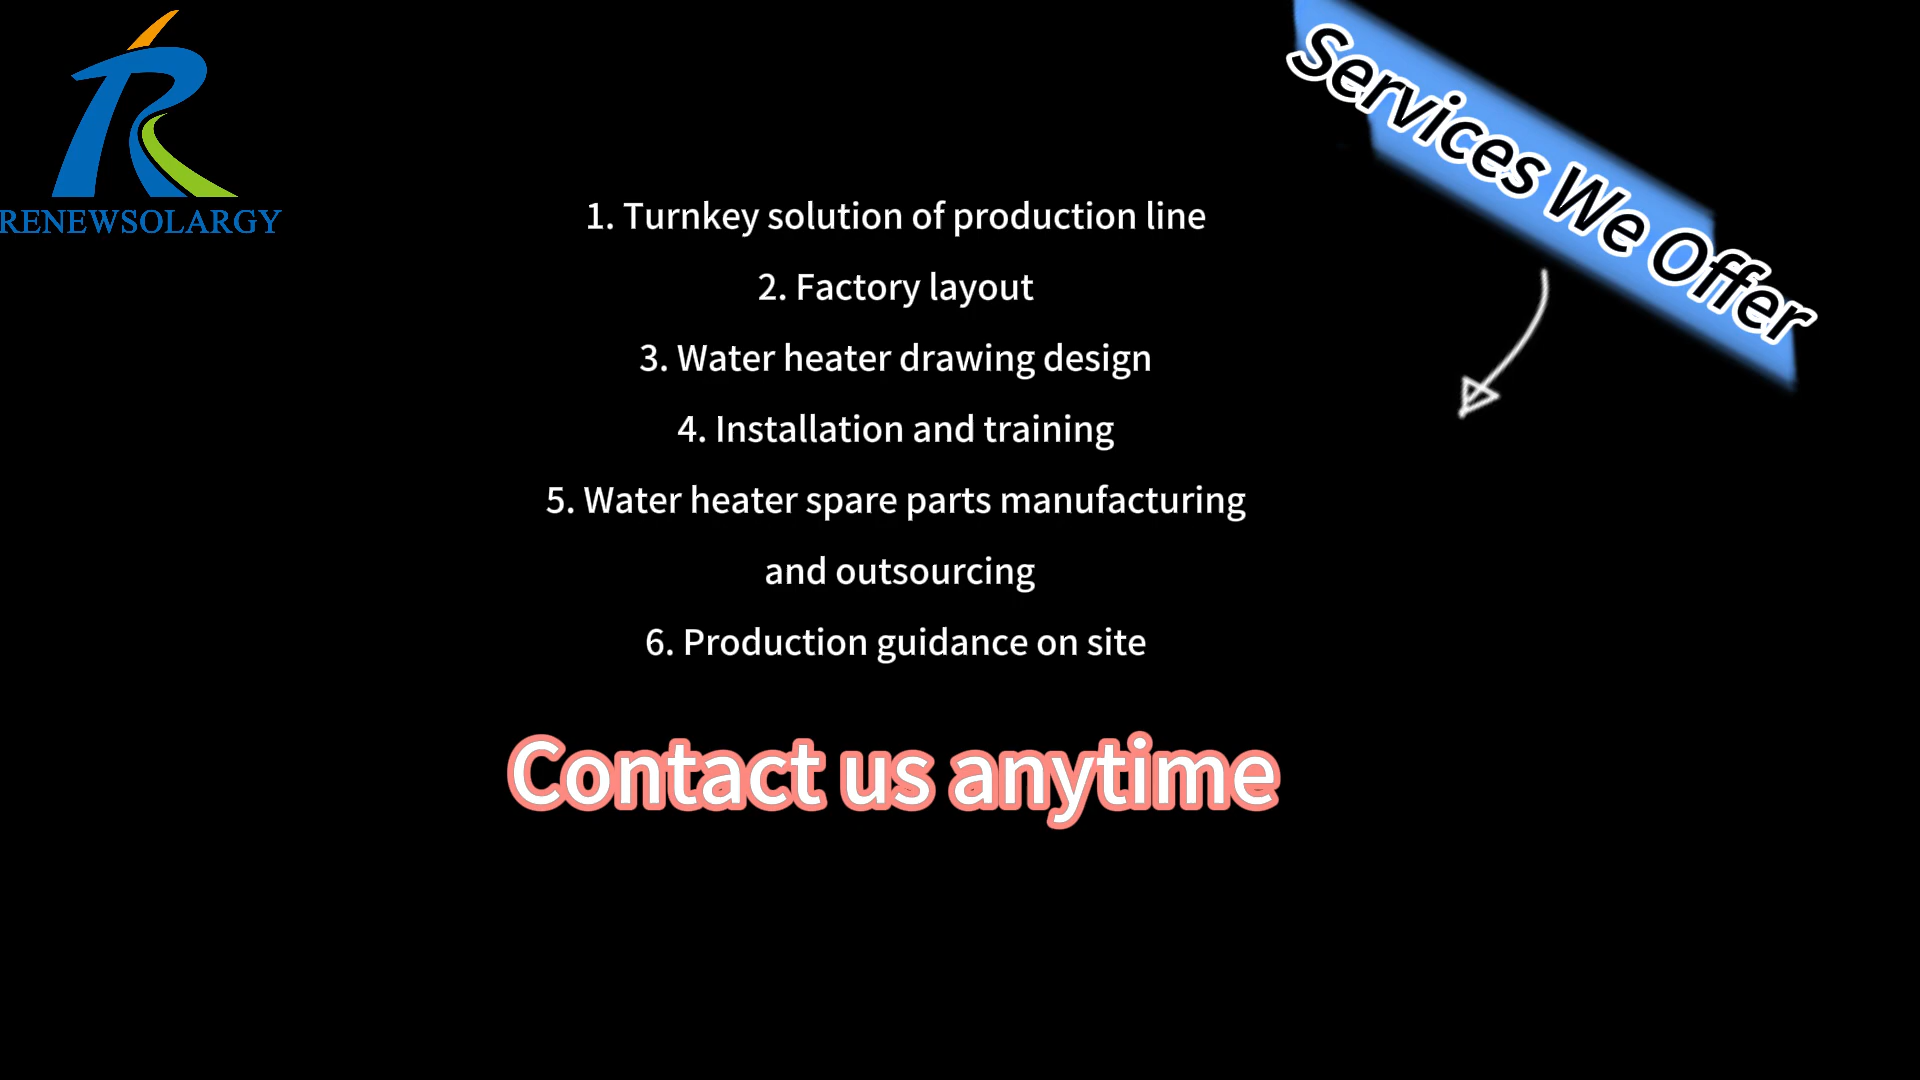 RENEWSOLARGY
Services We Offer
1. Turnkey solution of production line
2. Factory layout
3. Water heater drawing design
4. Installation and training
5. Water heater spare parts manufacturing
and outsourcing
6. Production guidance on site
Contact us anytime